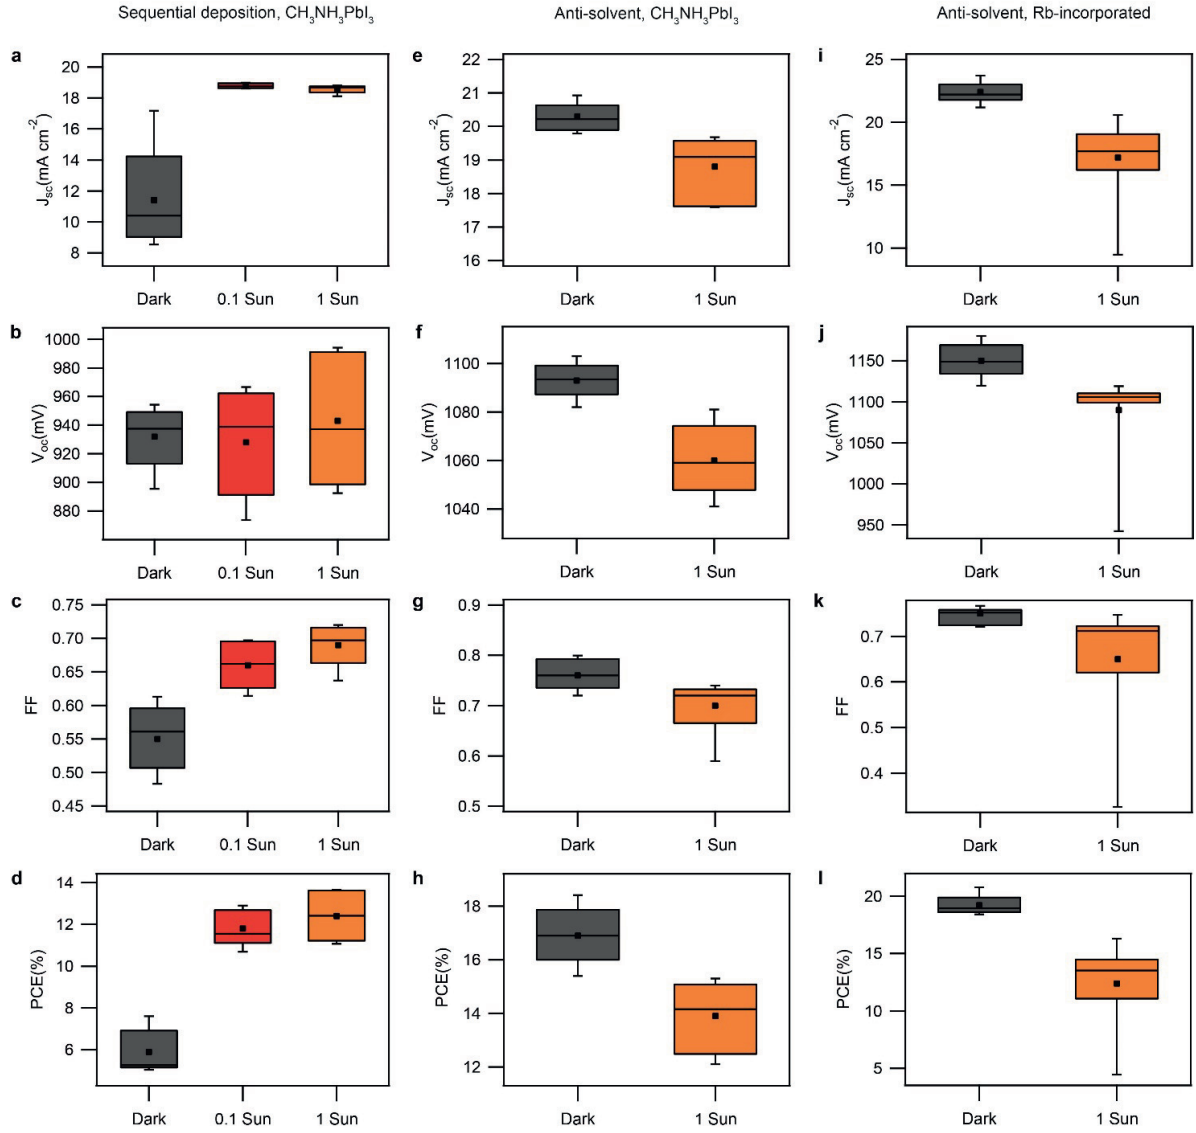 Sequential deposition, CH₃NH₃PbI₃
Anti-solvent, CH₃NH₃PbI₃
Anti-solvent, Rb-incorporated
a
20
18
16
14
12
10
8
Jsc(mA cm⁻²)
Dark 0.1 Sun 1 Sun
e
22
21
20
19
18
17
16
Jsc(mA cm⁻²)
Dark 1 Sun
i
25
20
15
10
Jsc(mA cm⁻²)
Dark 1 Sun
b
1000
980
960
940
920
900
880
Voc(mV)
Dark 0.1 Sun 1 Sun
f
1100
1080
1060
1040
Voc(mV)
Dark 1 Sun
j
1150
1100
1050
1000
950
Voc(mV)
Dark 1 Sun
c
0.75
0.70
0.65
0.60
0.55
0.50
0.45
FF
Dark 0.1 Sun 1 Sun
g
0.9
0.8
0.7
0.6
0.5
FF
Dark 1 Sun
k
0.7
0.6
0.5
0.4
FF
Dark 1 Sun
d
14
12
10
8
6
PCE(%)
Dark 0.1 Sun 1 Sun
h
18
16
14
12
PCE(%)
Dark 1 Sun
l
20
15
10
5
PCE(%)
Dark 1 Sun